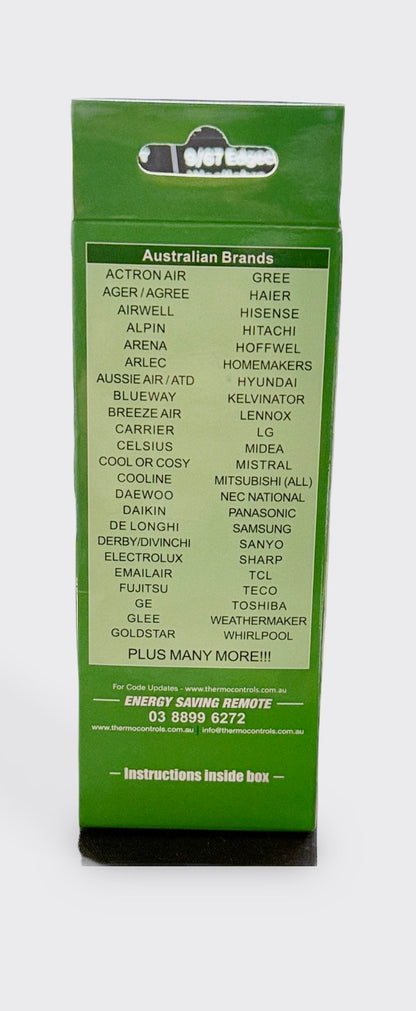 9/67 Edgec
Australian Brands
ACTRON AIR
AGER / AGREE
AIRWELL
ALPIN
ARENA
ARLEC
AUSSIE AIR / ATD
BLUEWAY
BREEZE AIR
CARRIER
CELSIUS
COOL OR COSY
COOLINE
DAEWOO
DAIKIN
DE LONGHI
DERBY/DIVINCHI
ELECTROLUX
EMAILAIR
FUJITSU
GE
GLEE
GOLDSTAR
GREE
HAIER
HISENSE
HITACHI
HOFFWEL
HOMEMAKERS
HYUNDAI
KELVINATOR
LENNOX
LG
MIDEA
MISTRAL
MITSUBISHI (ALL)
NEC NATIONAL
PANASONIC
SAMSUNG
SANYO
SHARP
TCL
TECO
TOSHIBA
WEATHERMAKER
WHIRLPOOL
PLUS MANY MORE!!!
For Code Updates - www.thermocontrols.com.au
ENERGY SAVING REMOTE
03 8899 6272
www.thermocontrols.com.au | info@thermocontrols.com.au
– Instructions inside box –